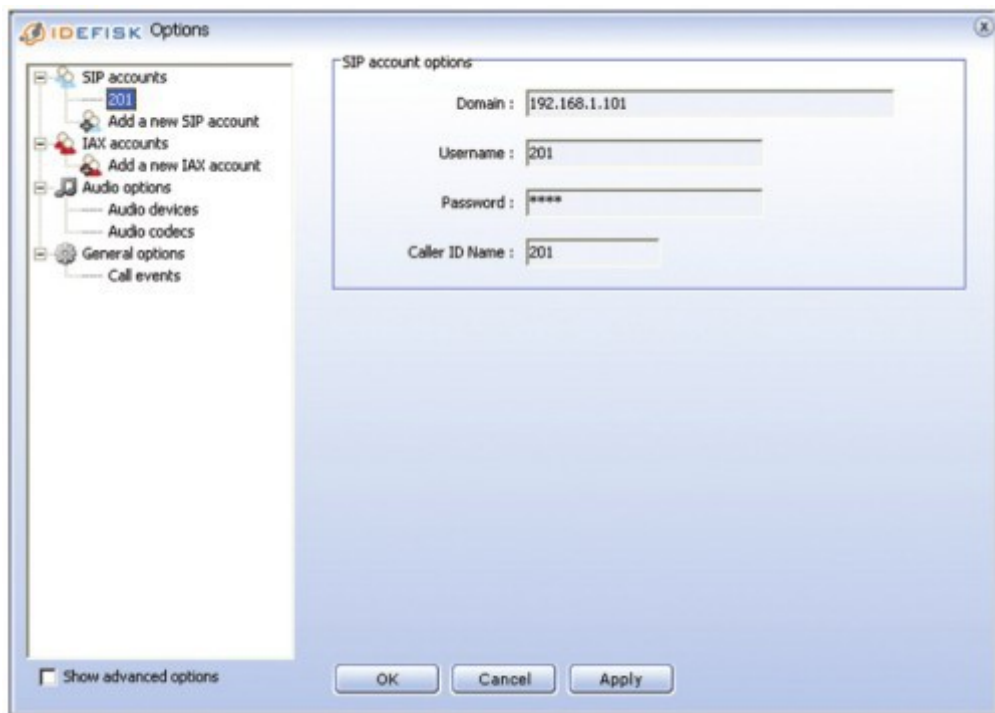 IDEFISK Options
SIP accounts
201
Add a new SIP account
IAX accounts
Add a new IAX account
Audio options
Audio devices
Audio codecs
General options
Call events
Show advanced options
SIP account options
Domain : 192.168.1.101
Username : 201
Password : ****
Caller ID Name : 201
OK Cancel Apply